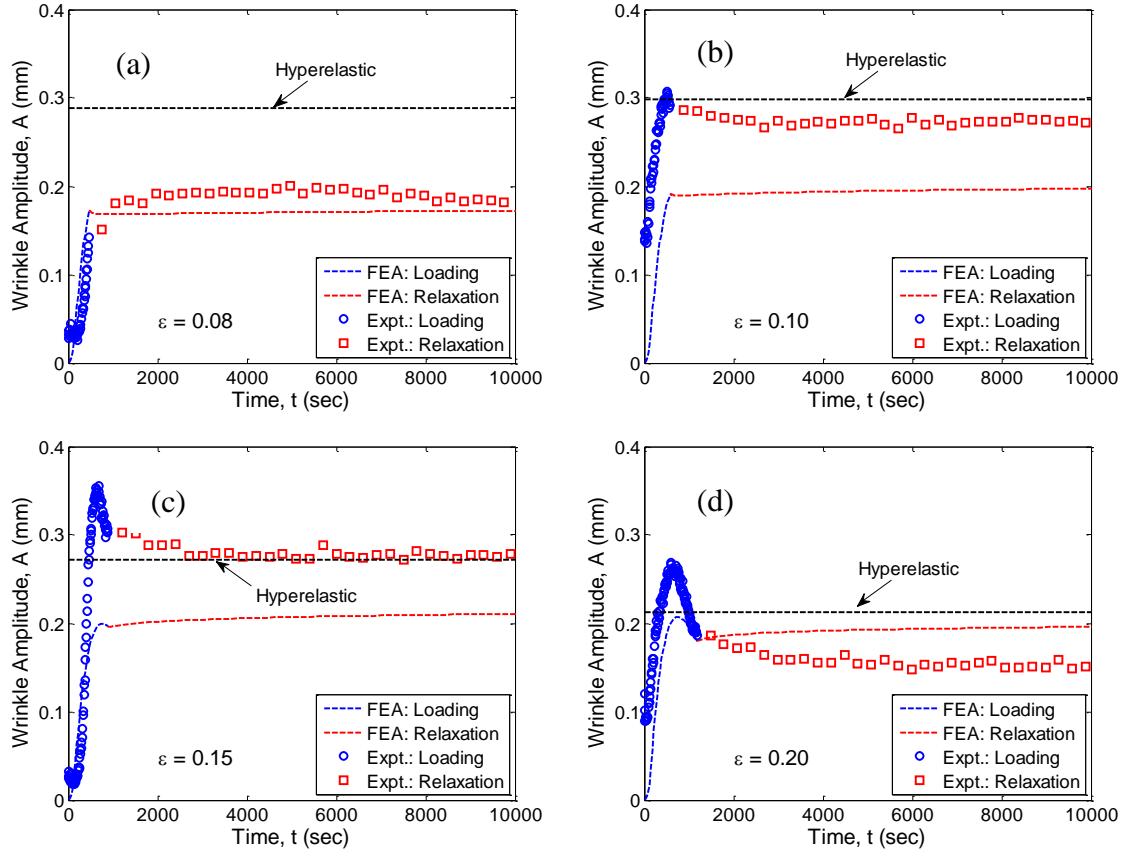 (a)
Hyperelastic
Wrinkle Amplitude, A (mm)
0.4
0.3
0.2
0.1
0
FEA: Loading
FEA: Relaxation
Expt.: Loading
Expt.: Relaxation
ε = 0.08
0 2000 4000 6000 8000 10000
Time, t (sec)
(b)
Hyperelastic
Wrinkle Amplitude, A (mm)
0.4
0.3
0.2
0.1
0
FEA: Loading
FEA: Relaxation
Expt.: Loading
Expt.: Relaxation
ε = 0.10
0 2000 4000 6000 8000 10000
Time, t (sec)
(c)
Hyperelastic
Wrinkle Amplitude, A (mm)
0.4
0.3
0.2
0.1
0
FEA: Loading
FEA: Relaxation
Expt.: Loading
Expt.: Relaxation
ε = 0.15
0 2000 4000 6000 8000 10000
Time, t (sec)
(d)
Hyperelastic
Wrinkle Amplitude, A (mm)
0.4
0.3
0.2
0.1
0
FEA: Loading
FEA: Relaxation
Expt.: Loading
Expt.: Relaxation
ε = 0.20
0 2000 4000 6000 8000 10000
Time, t (sec)